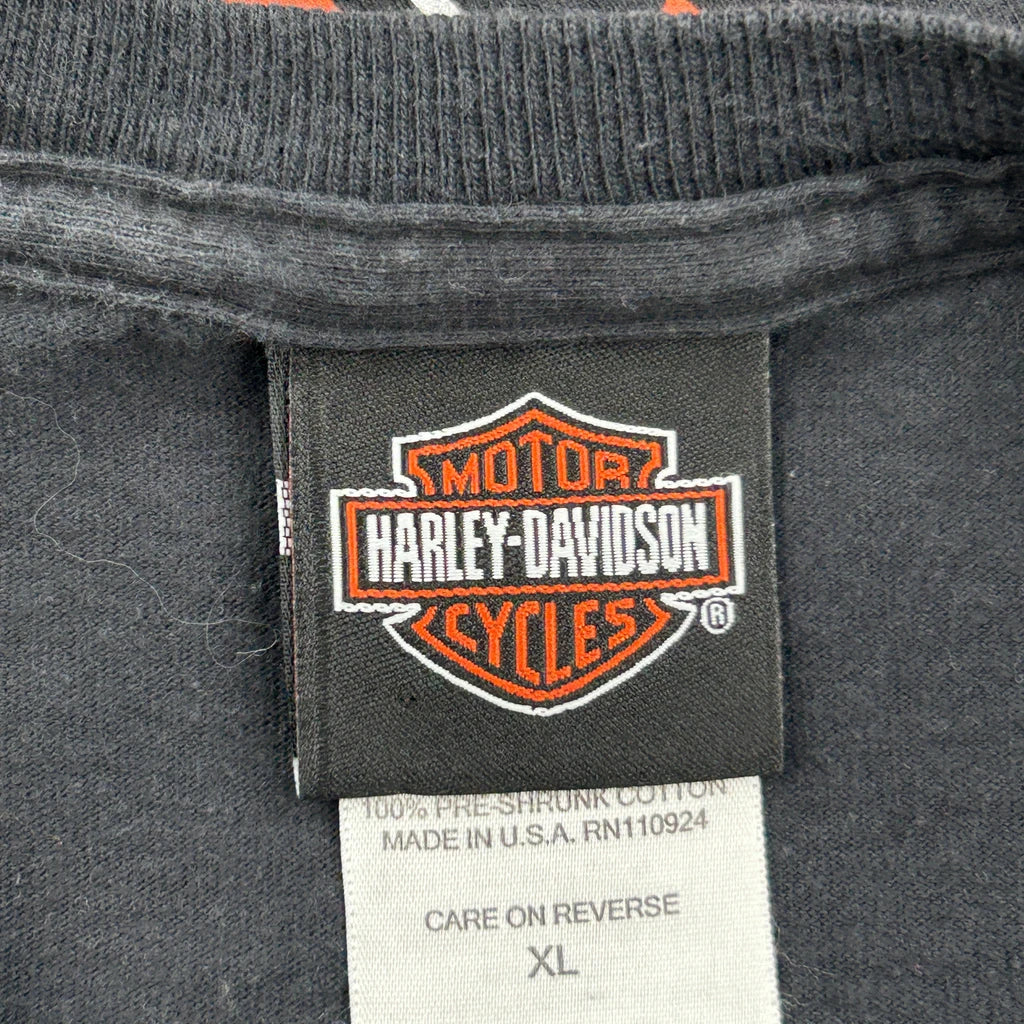 MOTOR
HARLEY-DAVIDSON
CYCLES
®
100% PRE-SHRUNK COTTON
MADE IN U.S.A. RN110924
CARE ON REVERSE
XL